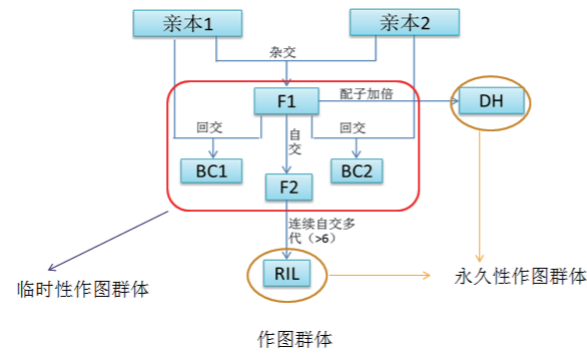 亲本1
亲本2
杂交
F1
配子加倍
DH
回交
自交
回交
BC1
BC2
F2
连续自交多
代（>6）
RIL
临时性作图群体
永久性作图群体
作图群体